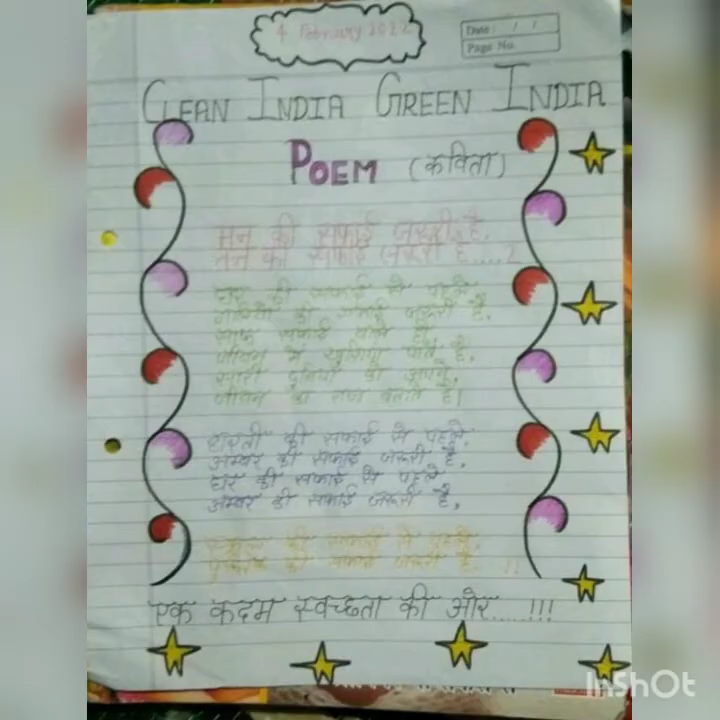 4 February 2022
Date: / /
Page No.
CLEAN INDIA GREEN INDIA
POEM (कविता)
मन की सफाई जरूरी है,
तन की सफाई जरूरी है....2
घर की सफाई से पहले
की सफाई जरूरी है,
साफ सफाई
जीवन में खुशियां पाते है,
सारी दुनिया को
जीवन का राज बताते है।
धरती की सफाई से पहले,
अम्बर की सफाई जरूरी है,
घर की सफाई से पहले
अम्बर की सफाई जरूरी है,
की सफाई से पहले,
की सफाई जरूरी है. !!
एक कदम स्वच्छता की ओर.....!!!
InShOt